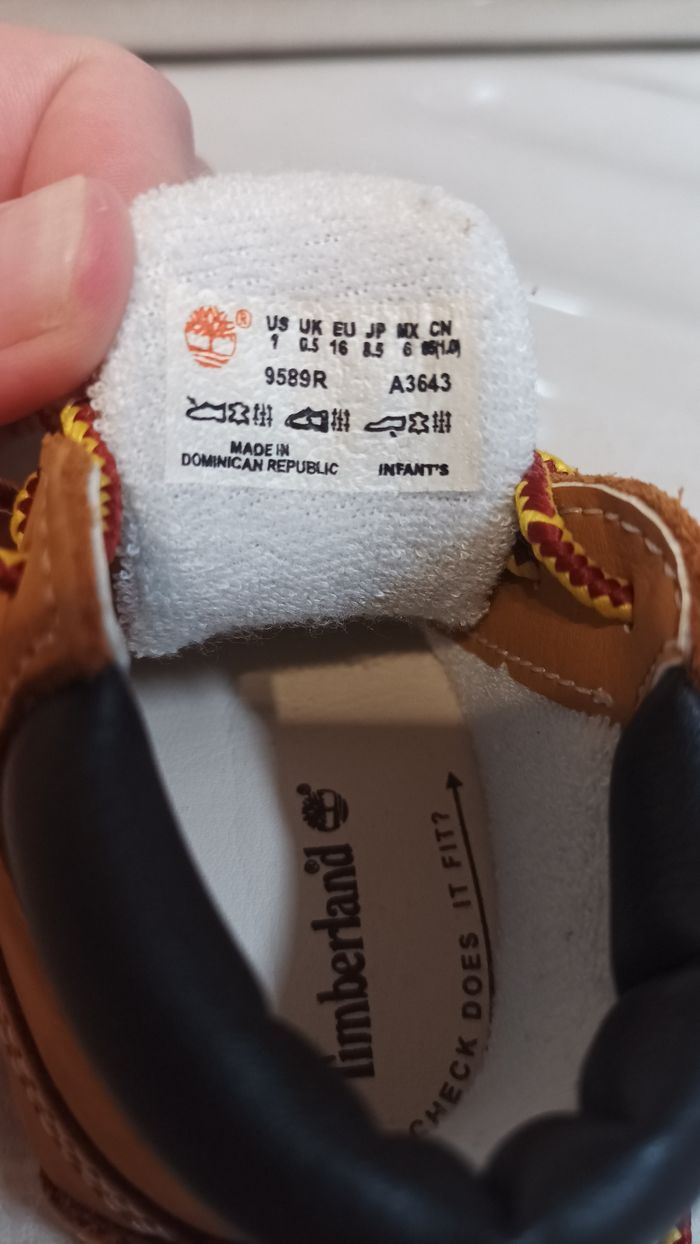 ®
US UK EU JP MX CN
1 0.5 16 8.5 6
9589R A3643
MADE IN
DOMINICAN REPUBLIC INFANT'S
Timberland ®
CHECK DOES IT FIT?